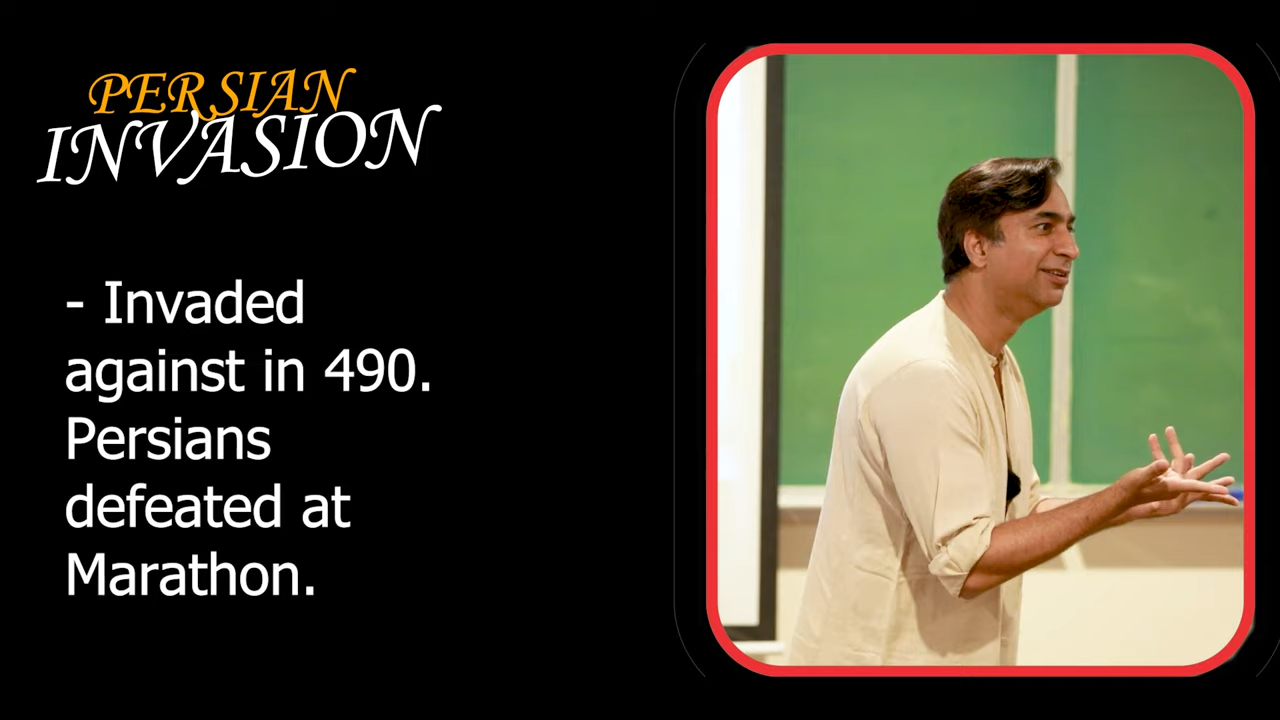 PERSIAN
INVASION
- Invaded
against in 490.
Persians
defeated at
Marathon.